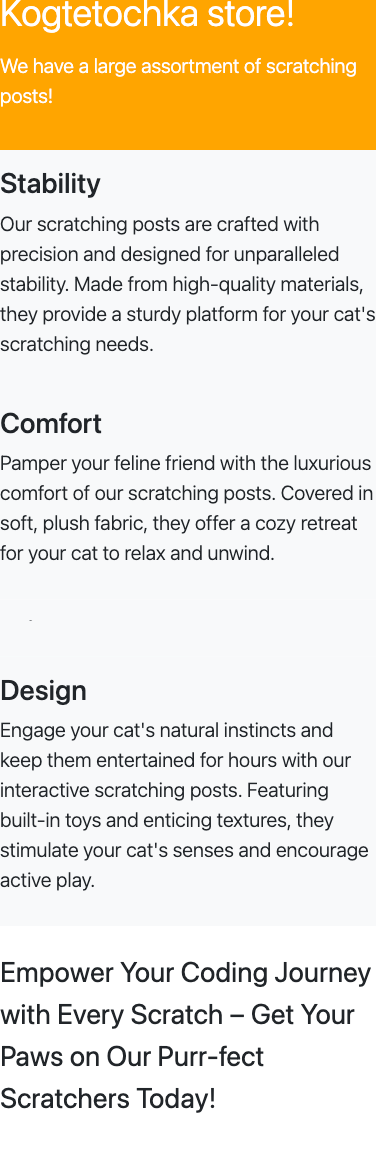 Kogtetochka store!
We have a large assortment of scratching
posts!
Stability
Our scratching posts are crafted with
precision and designed for unparalleled
stability. Made from high-quality materials,
they provide a sturdy platform for your cat's
scratching needs.
Comfort
Pamper your feline friend with the luxurious
comfort of our scratching posts. Covered in
soft, plush fabric, they offer a cozy retreat
for your cat to relax and unwind.
Design
Engage your cat's natural instincts and
keep them entertained for hours with our
interactive scratching posts. Featuring
built-in toys and enticing textures, they
stimulate your cat's senses and encourage
active play.
Empower Your Coding Journey
with Every Scratch – Get Your
Paws on Our Purr-fect
Scratchers Today!